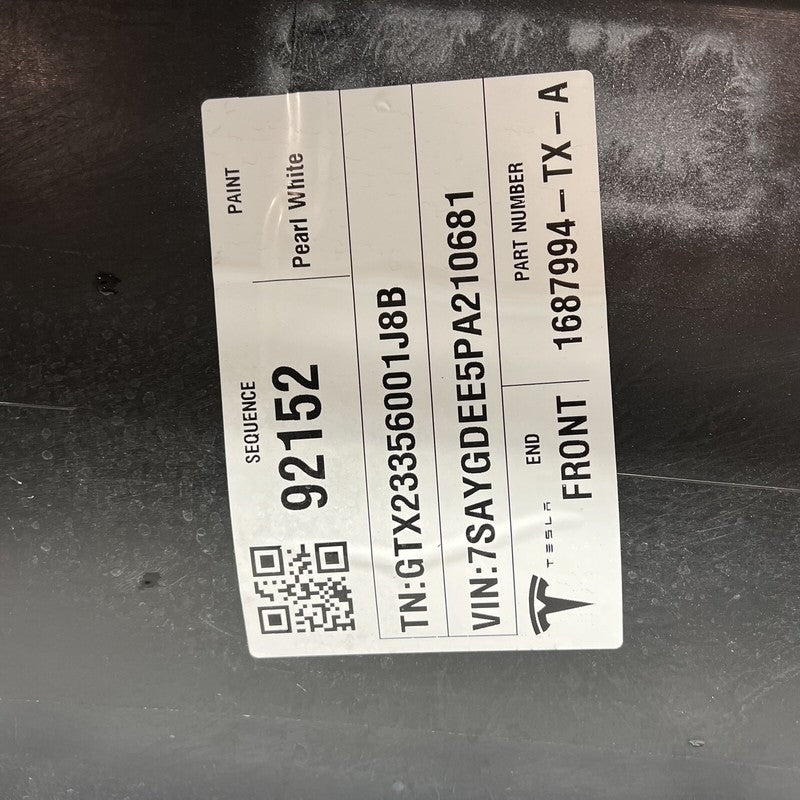 SEQUENCE
92152
PAINT
Pearl White
TN:GTX23356001J8B
VIN:7SAYGDEE5PA210681
TESLA
END
FRONT
PART NUMBER
1687994-TX-A